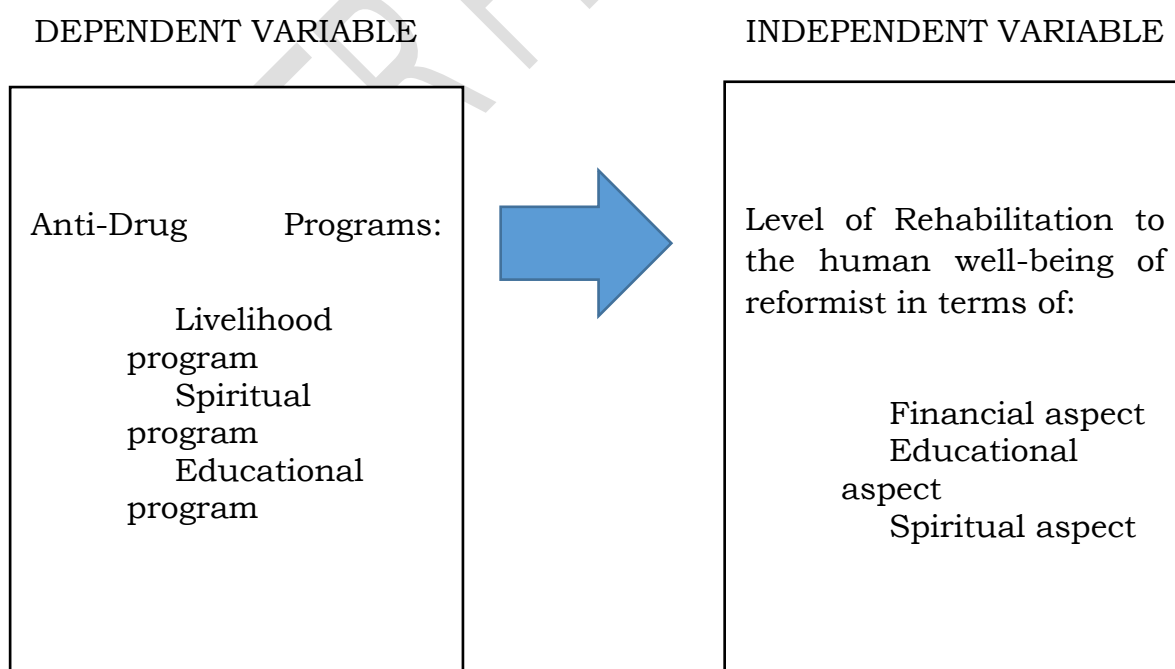 DEPENDENT VARIABLE
INDEPENDENT VARIABLE
Anti-Drug Programs:
Livelihood
program
Spiritual
program
Educational
program
Level of Rehabilitation to
the human well-being of
reformist in terms of:
Financial aspect
Educational
aspect
Spiritual aspect